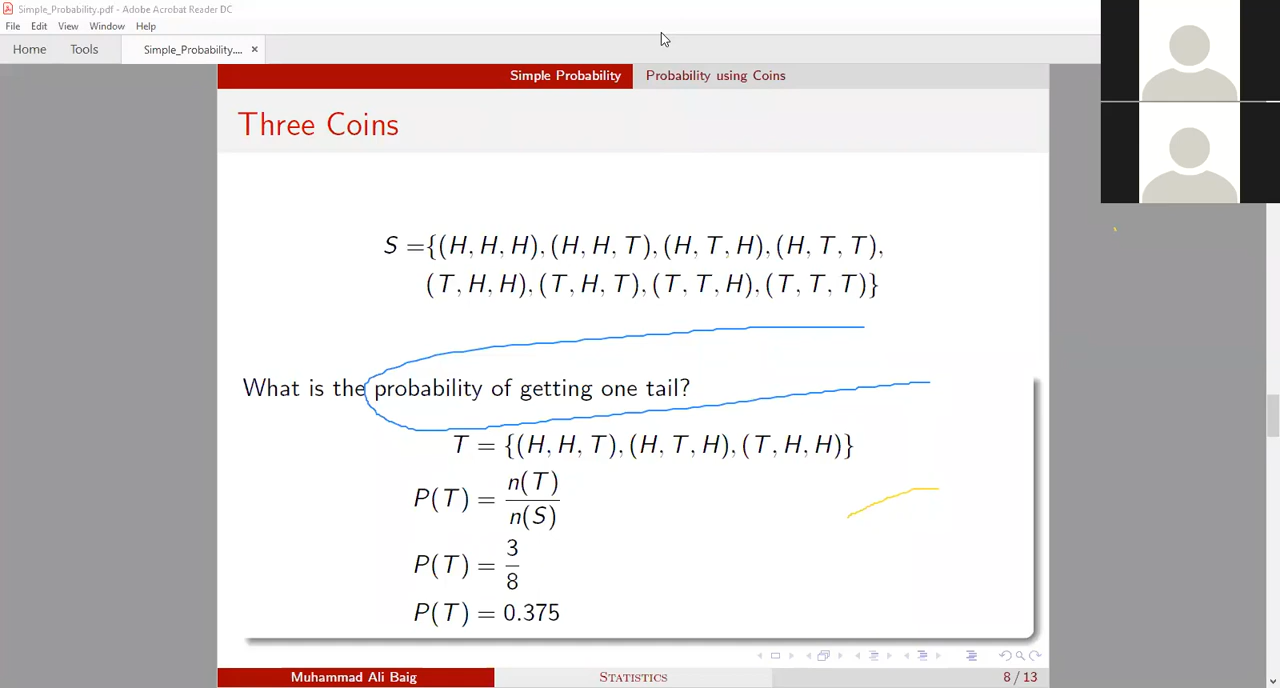 Simple_Probability.pdf - Adobe Acrobat Reader DC
File Edit View Window Help
Home Tools Simple_Probability.... ×
Simple Probability Probability using Coins
Three Coins
S ={(H, H, H), (H, H, T), (H, T, H), (H, T, T),
(T, H, H), (T, H, T), (T, T, H), (T, T, T)}
What is the probability of getting one tail?
T = {(H, H, T), (H, T, H), (T, H, H)}
P(T) = n(T)/n(S)
P(T) = 3/8
P(T) = 0.375
Muhammad Ali Baig STATISTICS 8 / 13